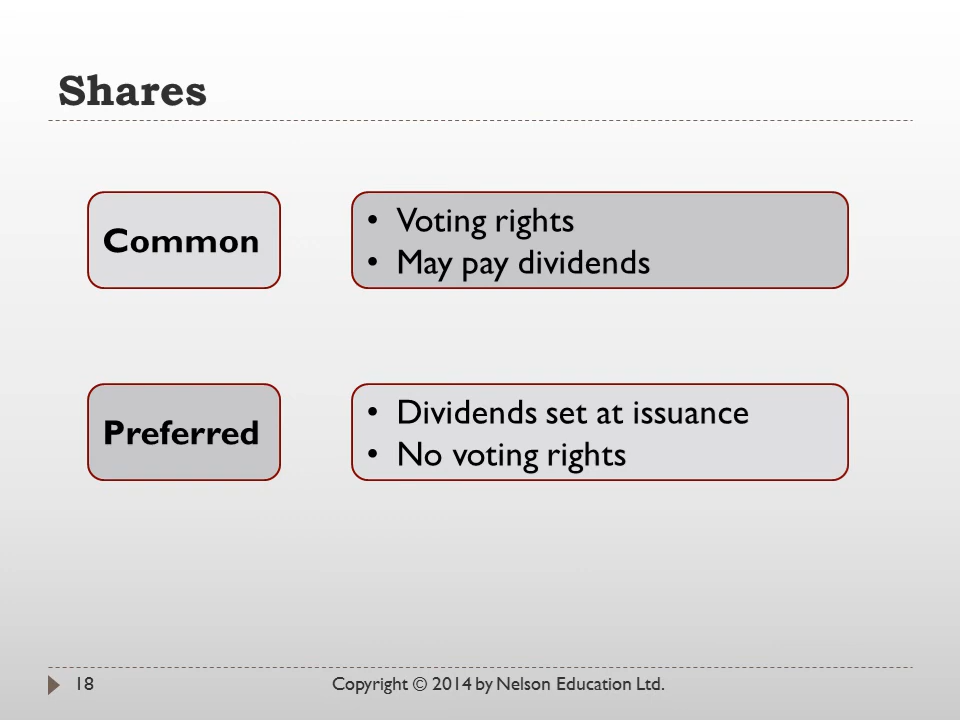 Shares
Common
• Voting rights
• May pay dividends
Preferred
• Dividends set at issuance
• No voting rights
18
Copyright © 2014 by Nelson Education Ltd.